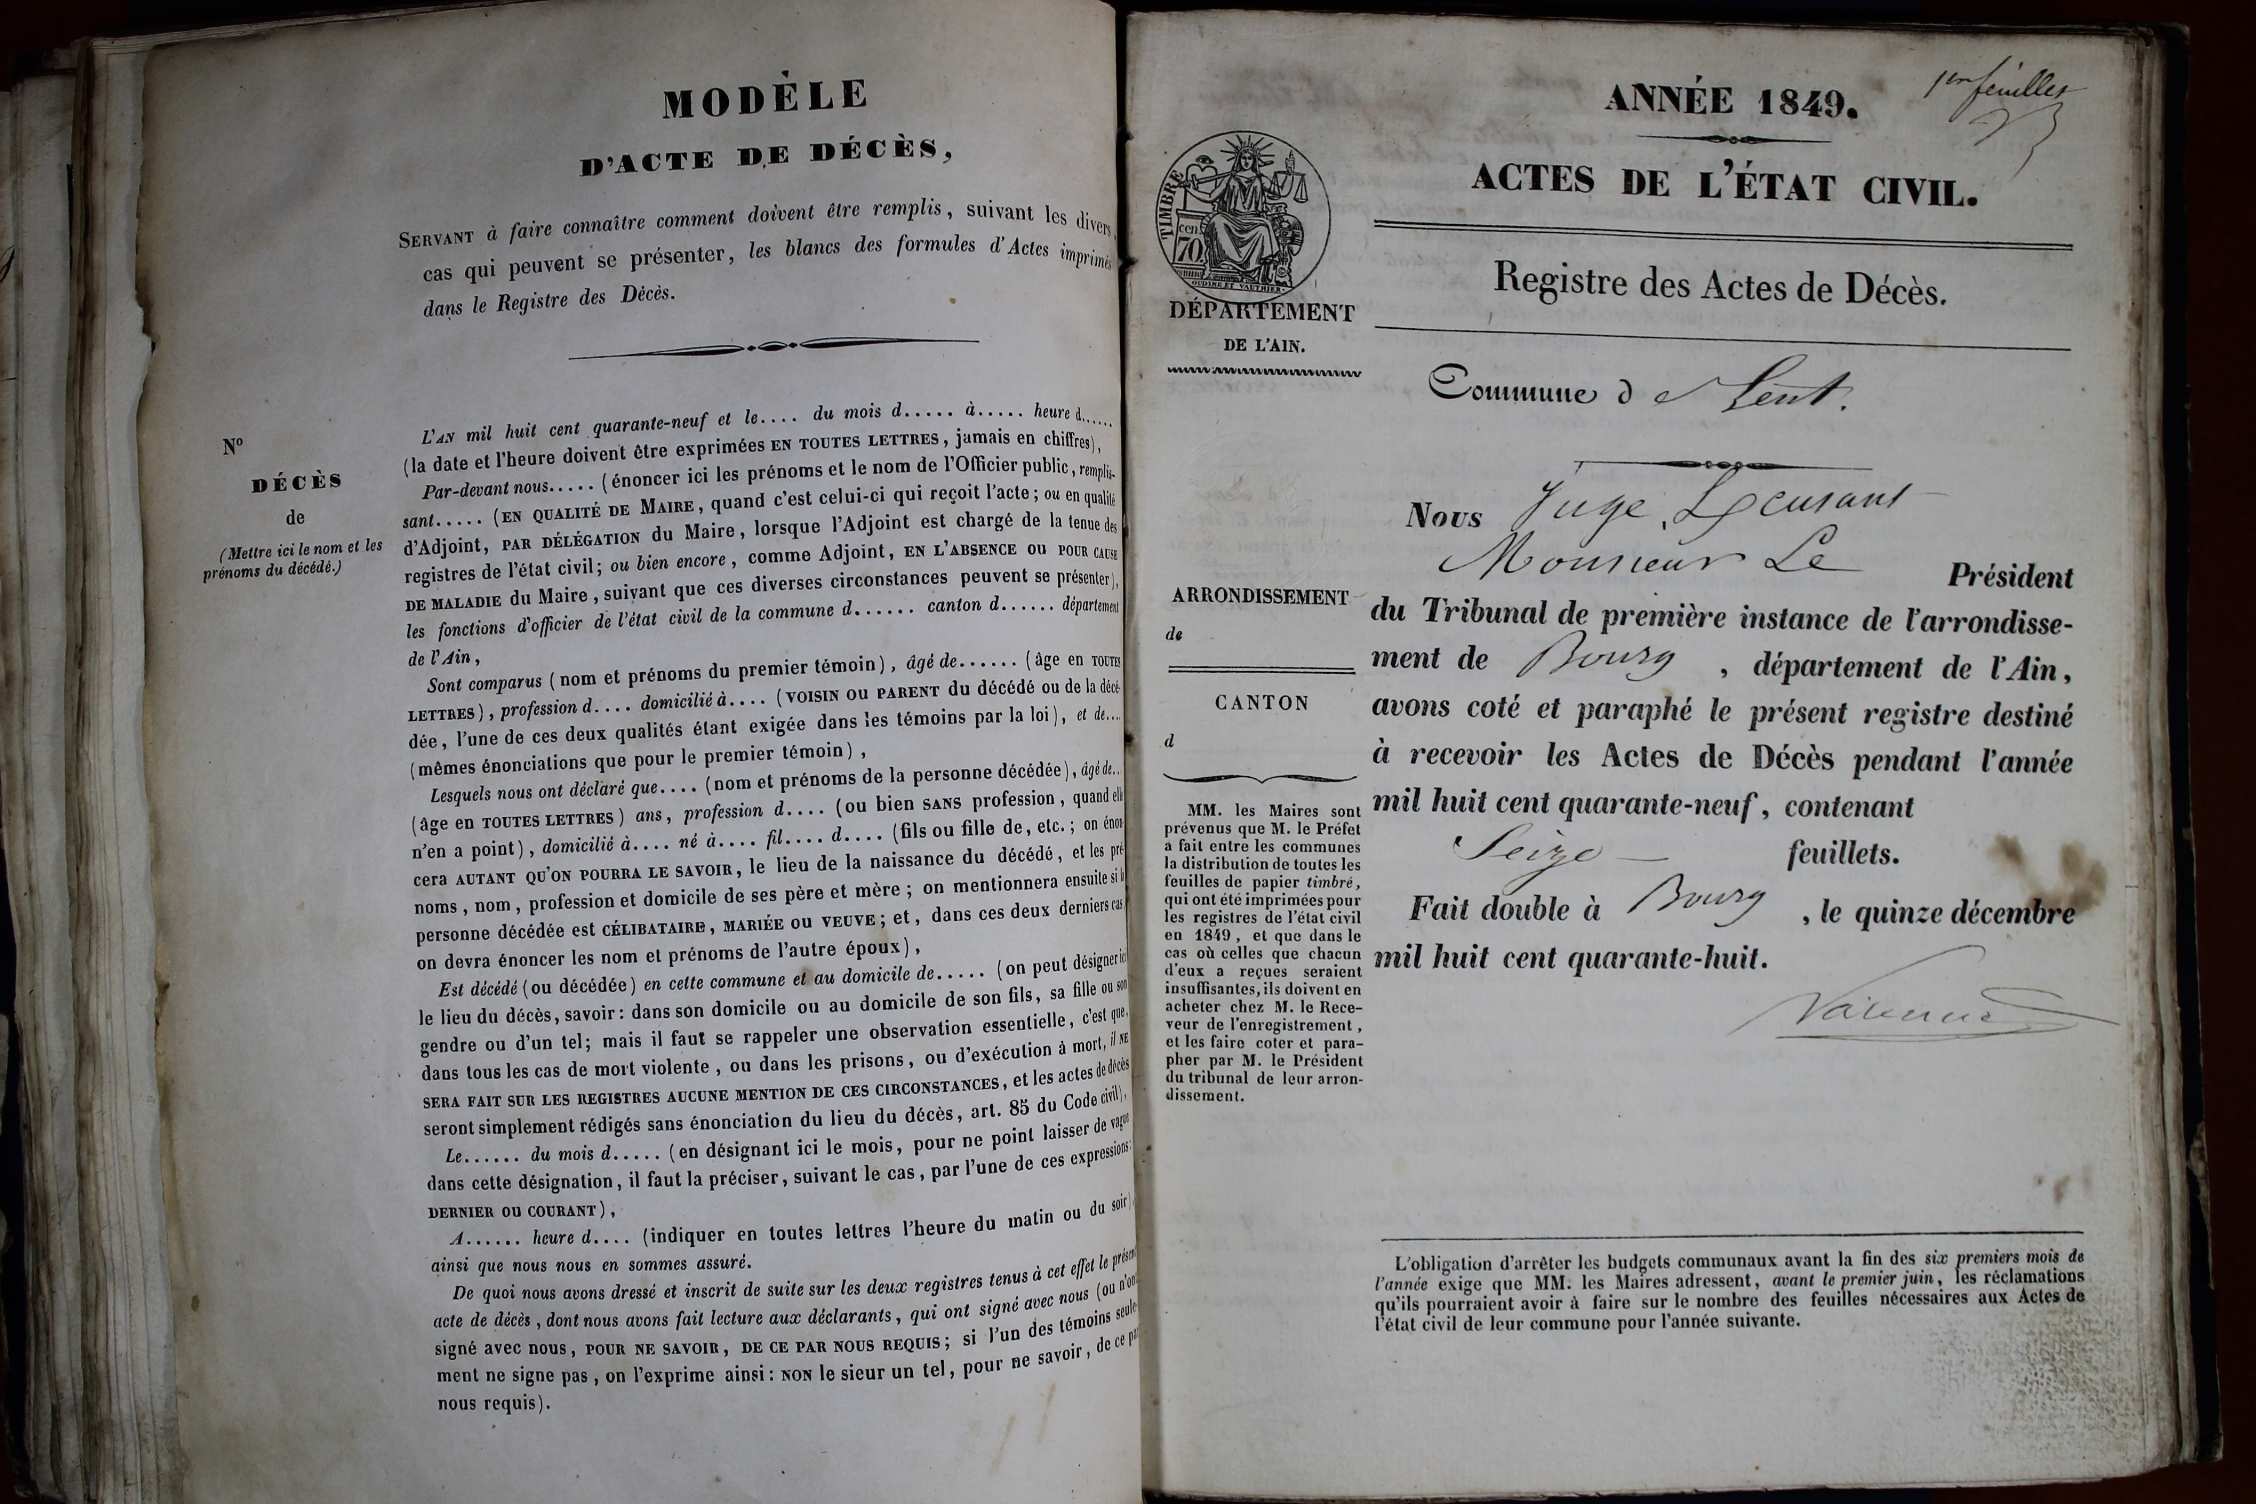 MODÈLE
D'ACTE DE DÉCÈS,
SERVANT à faire connaître comment doivent être remplis, suivant les divers
cas qui peuvent se présenter, les blancs des formules d'Actes imprimés
dans le Registre des Décès.
N°
DÉCÈS
de
(Mettre ici le nom et les
prénoms du décédé.)
L'AN mil huit cent quarante-neuf et le.... du mois d..... à..... heure d......
(la date et l'heure doivent être exprimées EN TOUTES LETTRES, jamais en chiffres),
Par-devant nous..... (énoncer ici les prénoms et le nom de l'Officier public, remplis-
sant..... (EN QUALITÉ DE MAIRE, quand c'est celui-ci qui reçoit l'acte; ou en qualité
d'Adjoint, PAR DÉLÉGATION du Maire, lorsque l'Adjoint est chargé de la tenue des
registres de l'état civil; ou bien encore, comme Adjoint, EN L'ABSENCE OU POUR CAUSE
DE MALADIE du Maire, suivant que ces diverses circonstances peuvent se présenter),
les fonctions d'officier de l'état civil de la commune d...... canton d...... département
de l'Ain,
Sont comparus (nom et prénoms du premier témoin), âgé de...... (âge en TOUTES
LETTRES), profession d.... domicilié à.... (VOISIN OU PARENT du décédé ou de la décé-
dée, l'une de ces deux qualités étant exigée dans les témoins par la loi), et de....
(mêmes énonciations que pour le premier témoin),
Lesquels nous ont déclaré que.... (nom et prénoms de la personne décédée), âgé de...
(âge en TOUTES LETTRES) ans, profession d.... (ou bien SANS profession, quand elle
n'en a point), domicilié à.... né à.... fil.... d.... (fils ou fille de, etc.; on énon-
cera AUTANT QU'ON POURRA LE SAVOIR, le lieu de la naissance du décédé, et les pré-
noms, nom, profession et domicile de ses père et mère; on mentionnera ensuite si la
personne décédée est CÉLIBATAIRE, MARIÉE OU VEUVE; et, dans ces deux derniers cas
on devra énoncer les nom et prénoms de l'autre époux),
Est décédé (ou décédée) en cette commune et au domicile de..... (on peut désigner ici
le lieu du décès, savoir: dans son domicile ou au domicile de son fils, sa fille ou son
gendre ou d'un tel; mais il faut se rappeler une observation essentielle, c'est que,
dans tous les cas de mort violente, ou dans les prisons, ou d'exécution à mort, il NE
SERA FAIT SUR LES REGISTRES AUCUNE MENTION DE CES CIRCONSTANCES, et les actes de décès
seront simplement rédigés sans énonciation du lieu du décès, art. 85 du Code civil),
Le...... du mois d..... (en désignant ici le mois, pour ne point laisser de vague
dans cette désignation, il faut la préciser, suivant le cas, par l'une de ces expressions:
DERNIER OU COURANT),
A...... heure d.... (indiquer en toutes lettres l'heure du matin ou du soir)
ainsi que nous nous en sommes assuré.
De quoi nous avons dressé et inscrit de suite sur les deux registres tenus à cet effet le présent
acte de décès, dont nous avons fait lecture aux déclarants, qui ont signé avec nous (ou n'ont
signé avec nous, POUR NE SAVOIR, DE CE PAR NOUS REQUIS; si l'un des témoins seule-
ment ne signe pas, on l'exprime ainsi: NON le sieur un tel, pour ne savoir, de ce par
nous requis).
feuillet
ANNÉE 1849.
ACTES DE L'ÉTAT CIVIL.
TIMBRE
cen.
70
OUDINE ET VAUTHIER
DÉPARTEMENT
DE L'AIN.
Registre des Actes de Décès.
Commune de Lent.
Nous Juge,
Monsieur Le Président
du Tribunal de première instance de l'arrondisse-
ment de Bourg, département de l'Ain,
avons coté et paraphé le présent registre destiné
à recevoir les Actes de Décès pendant l'année
mil huit cent quarante-neuf, contenant
Seize feuillets.
Fait double à Bourg, le quinze décembre
mil huit cent quarante-huit.
ARRONDISSEMENT
de
CANTON
d
MM. les Maires sont
prévenus que M. le Préfet
a fait entre les communes
la distribution de toutes les
feuilles de papier timbré,
qui ont été imprimées pour
les registres de l'état civil
en 1849, et que dans le
cas où celles que chacun
d'eux a reçues seraient
insuffisantes, ils doivent en
acheter chez M. le Rece-
veur de l'enregistrement,
et les faire coter et para-
pher par M. le Président
du tribunal de leur arron-
dissement.
L'obligation d'arrêter les budgets communaux avant la fin des six premiers mois de
l'année exige que MM. les Maires adressent, avant le premier juin, les réclamations
qu'ils pourraient avoir à faire sur le nombre des feuilles nécessaires aux Actes de
l'état civil de leur commune pour l'année suivante.